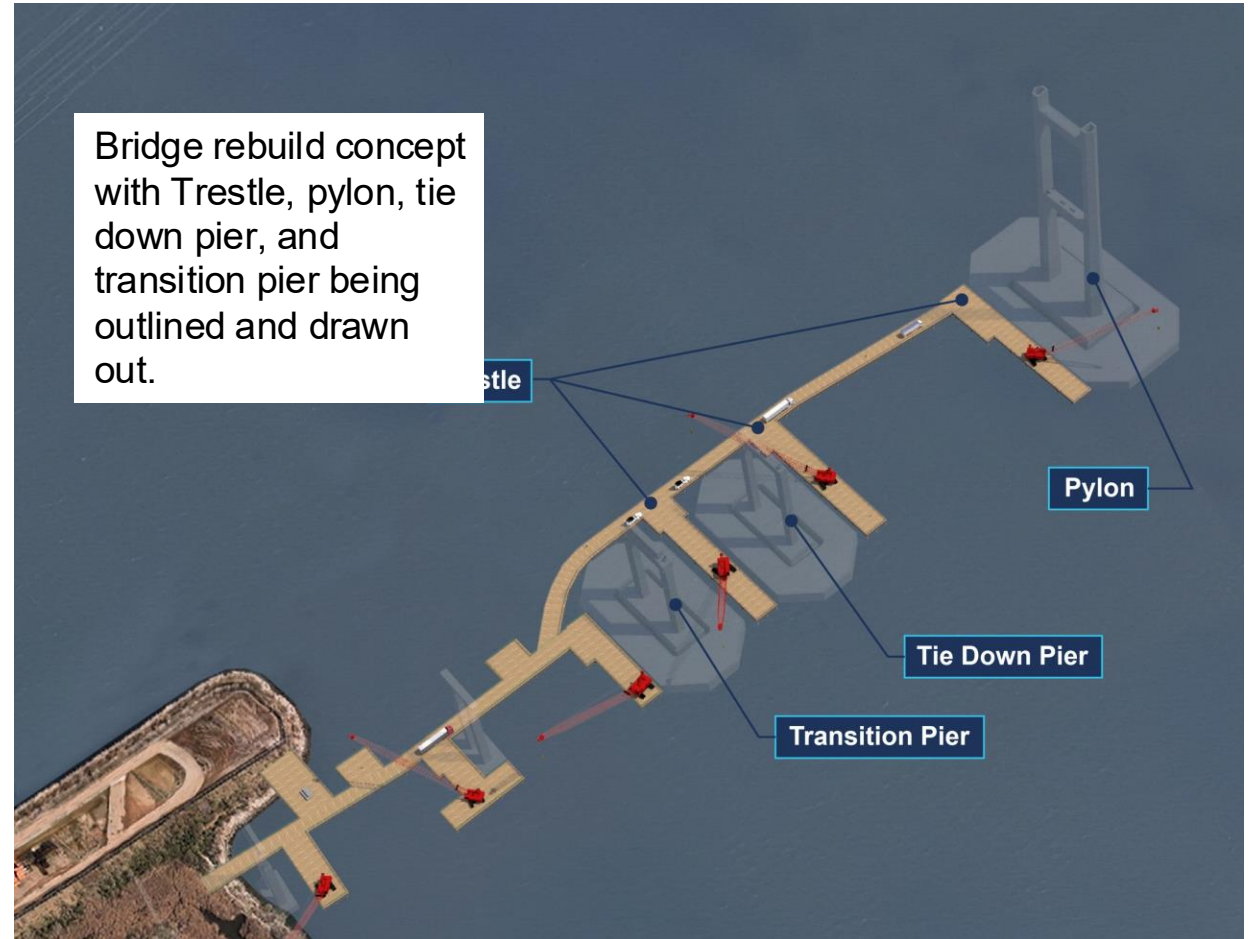 Bridge rebuild concept
with Trestle, pylon, tie
down pier, and
transition pier being
outlined and drawn
out.
stle
Pylon
Tie Down Pier
Transition Pier